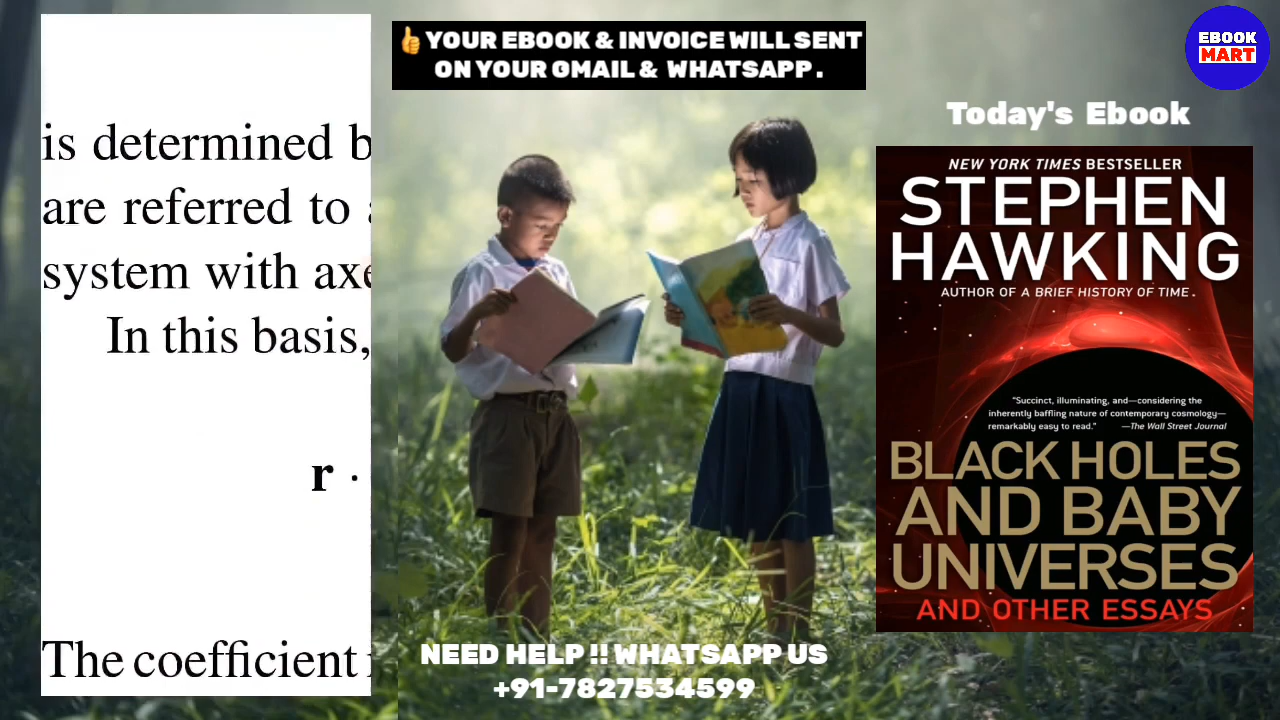 is determined b
are referred to
system with axe
In this basis,
r ·
The coefficient
👍YOUR EBOOK & INVOICE WILL SENT
ON YOUR GMAIL & WHATSAPP .
NEED HELP !! WHATSAPP US
+91-7827534599
EBOOK
MART
Today's Ebook
NEW YORK TIMES BESTSELLER
STEPHEN
HAWKING
AUTHOR OF A BRIEF HISTORY OF TIME.
“Succinct, illuminating, and—considering the
inherently baffling nature of contemporary cosmology—
remarkably easy to read.” —The Wall Street Journal
BLACK HOLES
AND BABY
UNIVERSES
AND OTHER ESSAYS